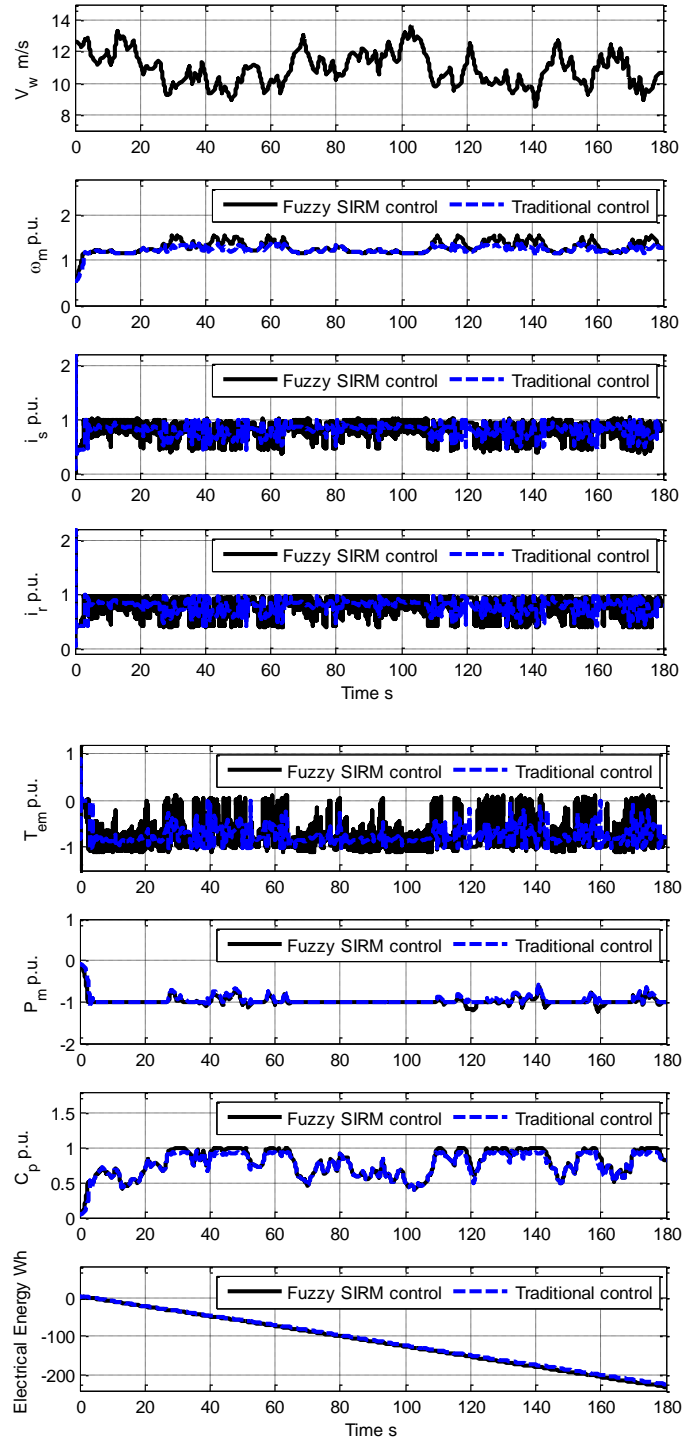 14
12
10
8
V_w m/s
0 20 40 60 80 100 120 140 160 180
Fuzzy SIRM control Traditional control
2
1
0
ω_m p.u.
0 20 40 60 80 100 120 140 160 180
Fuzzy SIRM control Traditional control
2
1
0
i_s p.u.
0 20 40 60 80 100 120 140 160 180
Fuzzy SIRM control Traditional control
2
1
0
i_r p.u.
0 20 40 60 80 100 120 140 160 180
Time s
Fuzzy SIRM control Traditional control
1
0
-1
T_em p.u.
0 20 40 60 80 100 120 140 160 180
Fuzzy SIRM control Traditional control
1
0
-1
-2
P_m p.u.
0 20 40 60 80 100 120 140 160 180
Fuzzy SIRM control Traditional control
1.5
1
0.5
0
C_p p.u.
0 20 40 60 80 100 120 140 160 180
Fuzzy SIRM control Traditional control
0
-100
-200
Electrical Energy Wh
0 20 40 60 80 100 120 140 160 180
Time s